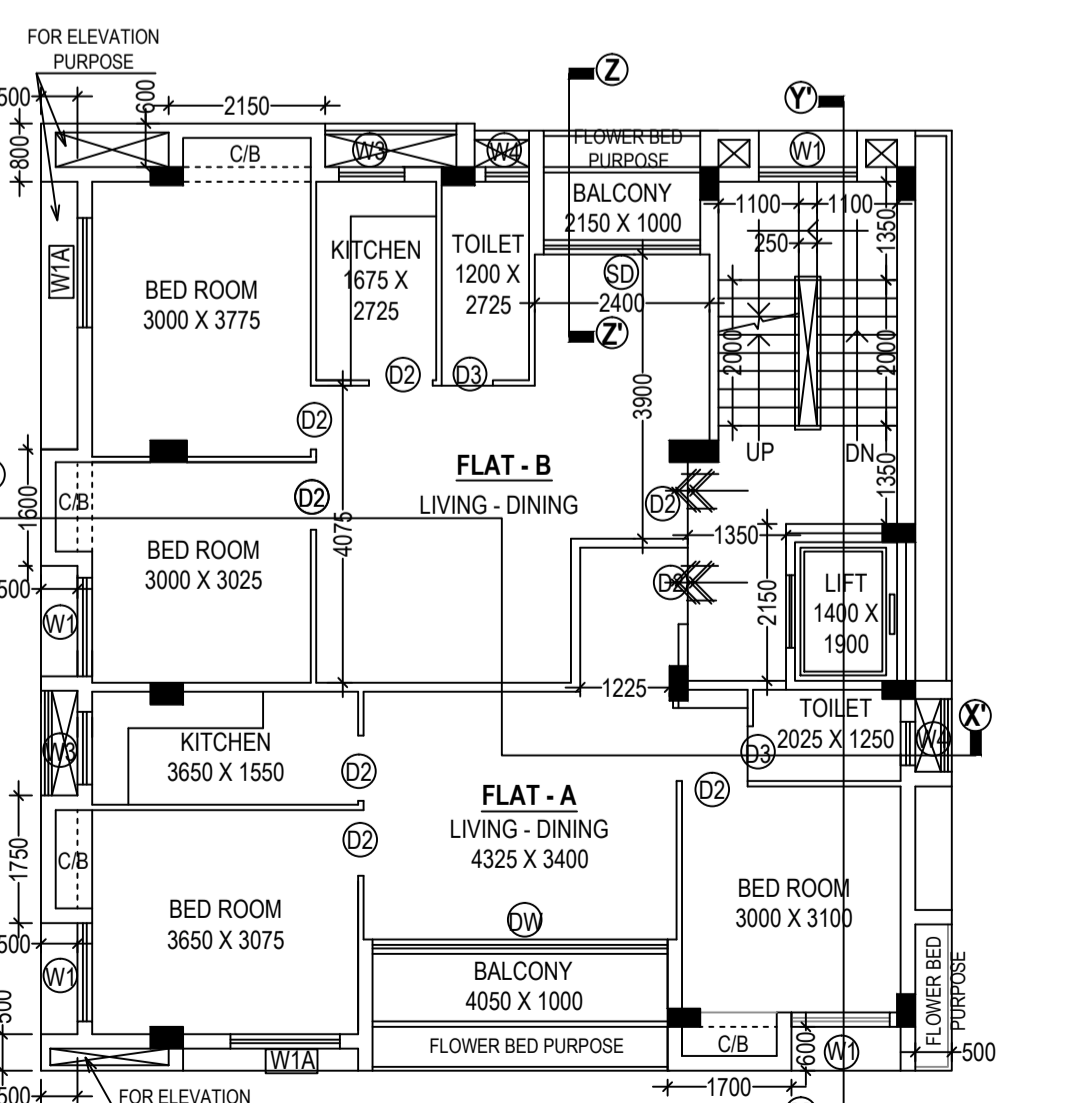 FOR ELEVATION
PURPOSE
Z
Y'
600
2150
800
C/B
W3
W4
FLOWER BED
PURPOSE
W1
BALCONY
2150 X 1000
1100
1100
1350
250
W1A
BED ROOM
3000 X 3775
KITCHEN
1675 X
2725
TOILET
1200 X
2725
SD
2400
Z'
2000
2000
D2
D3
3900
D2
FLAT - B
LIVING - DINING
UP
DN
1350
C/B
1600
D2
D2
4075
1350
BED ROOM
3000 X 3025
W1
LIFT
1400 X
1900
2150
1225
W3
KITCHEN
3650 X 1550
D2
TOILET
2025 X 1250
D3
W4
X'
D2
FLAT - A
LIVING - DINING
4325 X 3400
1750
C/B
D2
BED ROOM
3650 X 3075
BED ROOM
3000 X 3100
DW
W1
BALCONY
4050 X 1000
FLOWER BED
PURPOSE
FLOWER BED PURPOSE
W1A
C/B
600
W1
500
1700
FOR ELEVATION